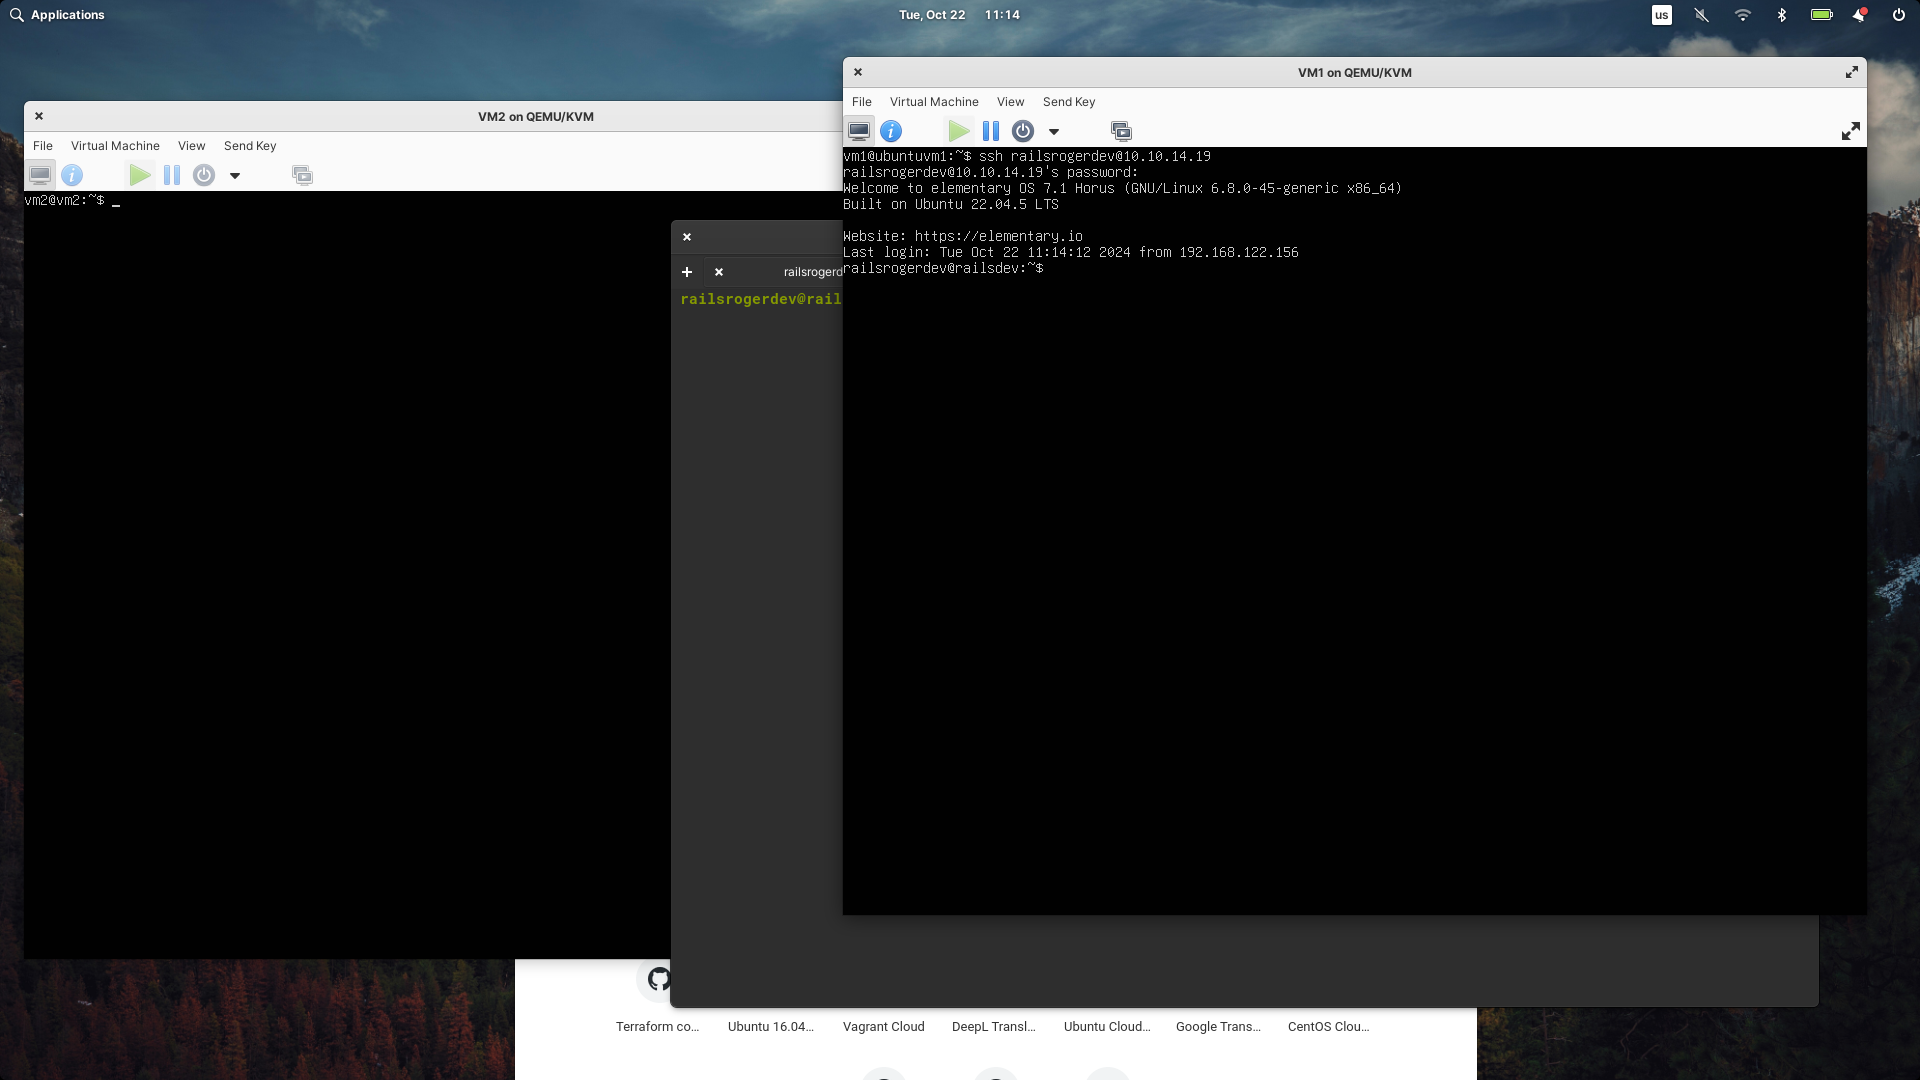 Applications
Tue, Oct 22 11:14
us
VM1 on QEMU/KVM
File Virtual Machine View Send Key
vm1@ubuntuvm1:~$ ssh railsrogerdev@10.10.14.19
railsrogerdev@10.10.14.19's password:
Welcome to elementary OS 7.1 Horus (GNU/Linux 6.8.0-45-generic x86_64)
Built on Ubuntu 22.04.5 LTS
Website: https://elementary.io
Last login: Tue Oct 22 11:14:12 2024 from 192.168.122.156
railsrogerdev@railsdev:~$
VM2 on QEMU/KVM
File Virtual Machine View Send Key
vm2@vm2:~$ _
railsrogerd
railsrogerdev@rail
Terraform co... Ubuntu 16.04... Vagrant Cloud DeepL Transl... Ubuntu Cloud... Google Trans... CentOS Clou...